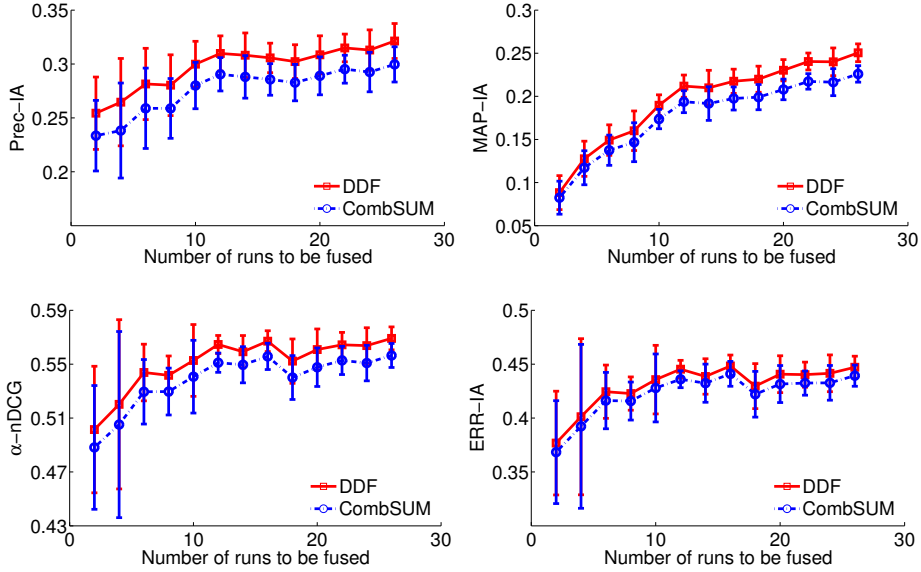 0.35
0.3
0.25
0.2
Prec-IA
0 10 20 30
Number of runs to be fused
DDF
CombSUM
0.3
0.25
0.2
0.15
0.1
0.05
MAP-IA
0 10 20 30
Number of runs to be fused
DDF
CombSUM
0.59
0.55
0.51
0.47
0.43
α-nDCG
0 10 20 30
Number of runs to be fused
DDF
CombSUM
0.5
0.45
0.4
0.35
ERR-IA
0 10 20 30
Number of runs to be fused
DDF
CombSUM